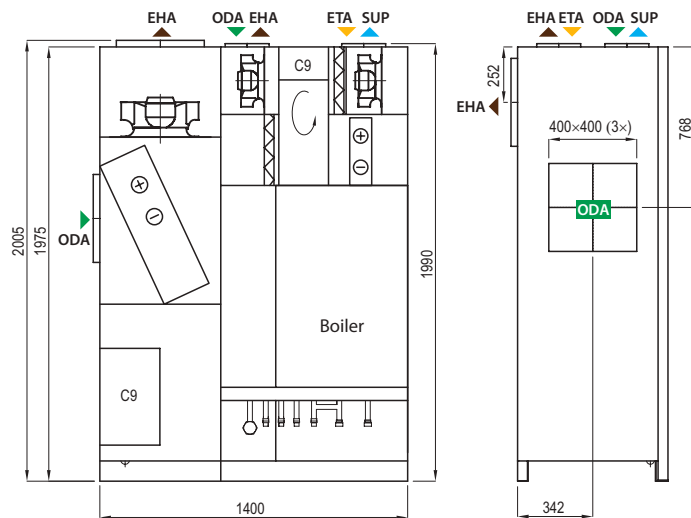 EHA ODA EHA ETA SUP
EHA ETA ODA SUP
C9
252
EHA
400×400 (3×)
768
ODA
ODA
2005
1975
1990
Boiler
C9
1400
342